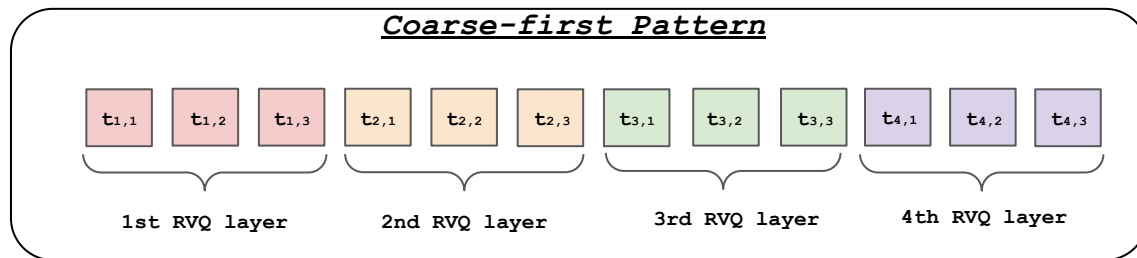 Coarse-first Pattern
t1,1 t1,2 t1,3 t2,1 t2,2 t2,3 t3,1 t3,2 t3,3 t4,1 t4,2 t4,3
1st RVQ layer 2nd RVQ layer 3rd RVQ layer 4th RVQ layer